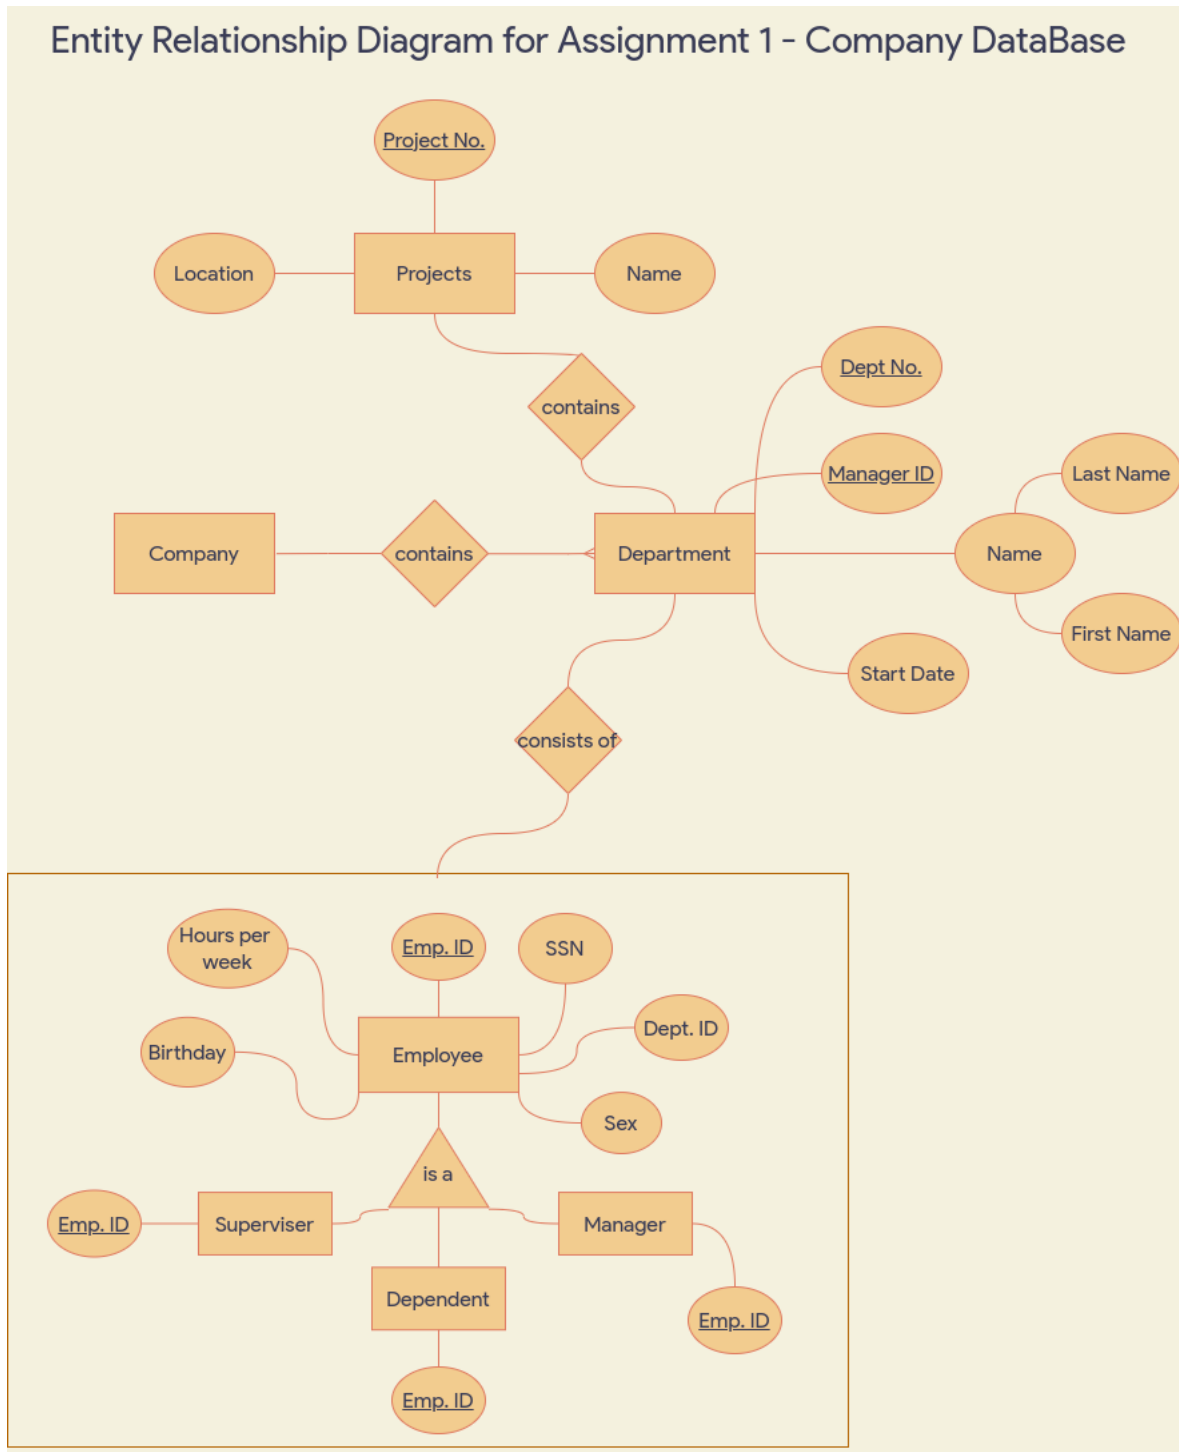 Entity Relationship Diagram for Assignment 1 - Company DataBase
Project No.
Location
Projects
Name
contains
Dept No.
Manager ID
Last Name
Company
contains
Department
Name
First Name
Start Date
consists of
Hours per
week
Emp. ID
SSN
Dept. ID
Birthday
Employee
Sex
is a
Emp. ID
Superviser
Manager
Dependent
Emp. ID
Emp. ID